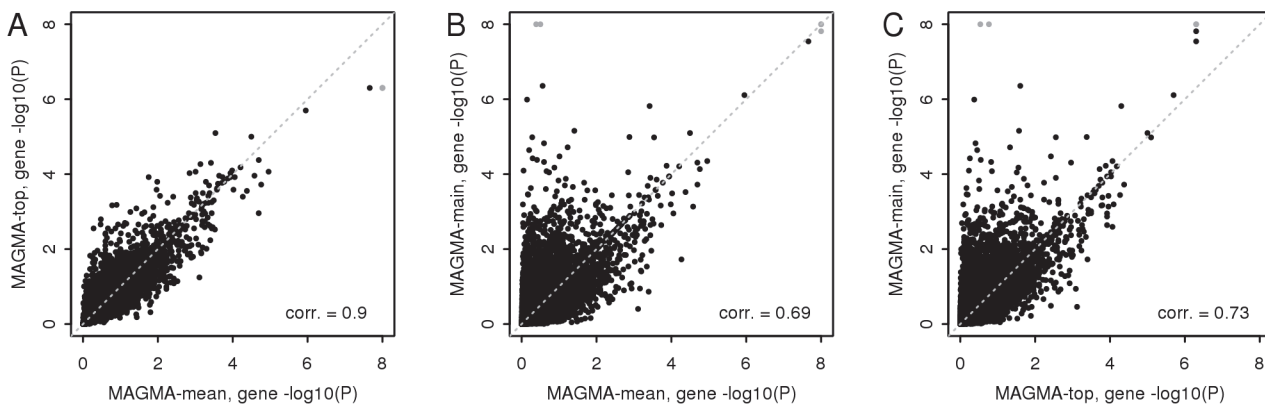 A
MAGMA-top, gene -log10(P)
8
6
4
2
0
corr. = 0.9
0 2 4 6 8
MAGMA-mean, gene -log10(P)
B
MAGMA-main, gene -log10(P)
8
6
4
2
0
corr. = 0.69
0 2 4 6 8
MAGMA-mean, gene -log10(P)
C
MAGMA-main, gene -log10(P)
8
6
4
2
0
corr. = 0.73
0 2 4 6 8
MAGMA-top, gene -log10(P)